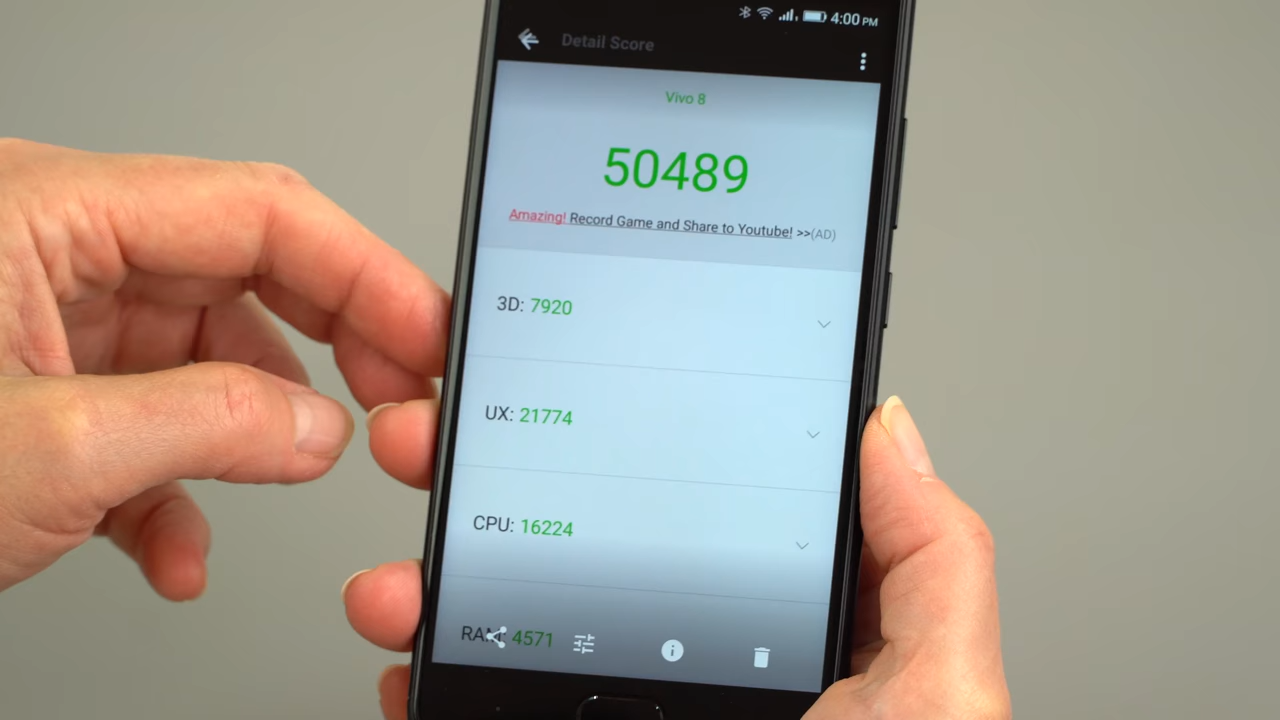 4:00 PM
Detail Score
Vivo 8
50489
Amazing! Record Game and Share to Youtube! >>(AD)
3D: 7920
UX: 21774
CPU: 16224
RAM: 4571